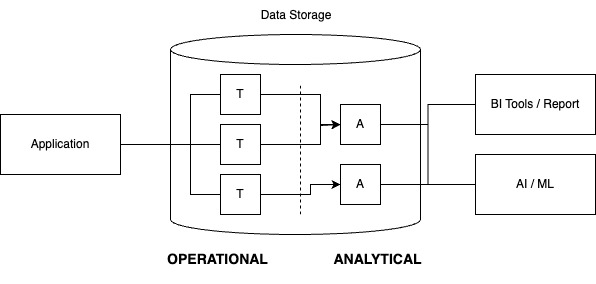 Data Storage
T
Application
T
T
A
A
BI Tools / Report
AI / ML
OPERATIONAL
ANALYTICAL